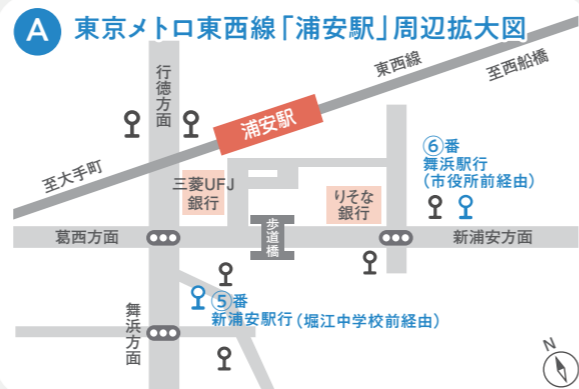 A 東京メトロ東西線「浦安駅」周辺拡大図
行徳方面
東西線
至西船橋
浦安駅
至大手町
三菱UFJ
銀行
りそな
銀行
⑥番
舞浜駅行
(市役所前経由)
葛西方面
歩道橋
新浦安方面
⑤番
新浦安駅行(堀江中学校前経由)
舞浜方面
N